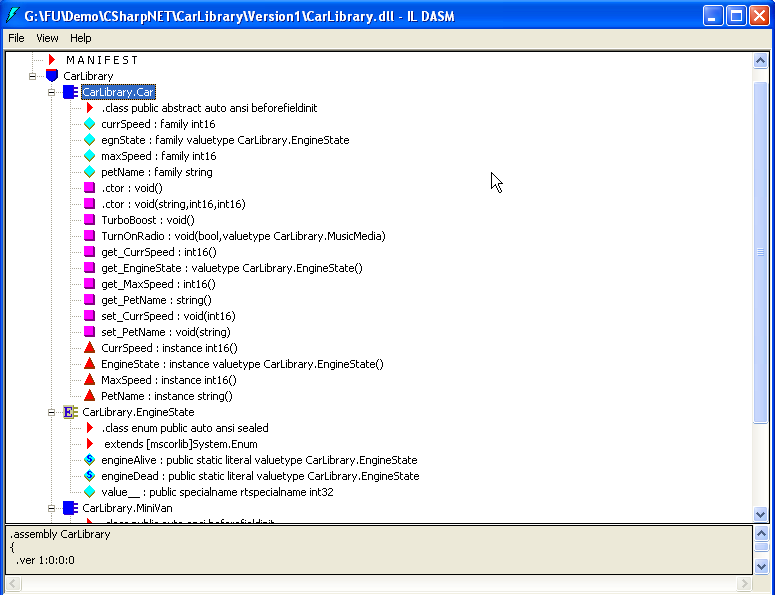 G:\FU\Demo\CSharpNET\CarLibrary\Version1\CarLibrary.dll - IL DASM
File View Help
M A N I F E S T
CarLibrary
CarLibrary.Car
.class public abstract auto ansi beforefieldinit
currSpeed : family int16
egnState : family valuetype CarLibrary.EngineState
maxSpeed : family int16
petName : family string
.ctor : void()
.ctor : void(string,int16,int16)
TurboBoost : void()
TurnOnRadio : void(bool,valuetype CarLibrary.MusicMedia)
get_CurrSpeed : int16()
get_EngineState : valuetype CarLibrary.EngineState()
get_MaxSpeed : int16()
get_PetName : string()
set_CurrSpeed : void(int16)
set_PetName : void(string)
CurrSpeed : instance int16()
EngineState : instance valuetype CarLibrary.EngineState()
MaxSpeed : instance int16()
PetName : instance string()
E CarLibrary.EngineState
.class enum public auto ansi sealed
extends [mscorlib]System.Enum
S engineAlive : public static literal valuetype CarLibrary.EngineState
S engineDead : public static literal valuetype CarLibrary.EngineState
value__ : public specialname rtspecialname int32
CarLibrary.MiniVan
.class public auto ansi beforefieldinit
.assembly CarLibrary
{
.ver 1:0:0:0